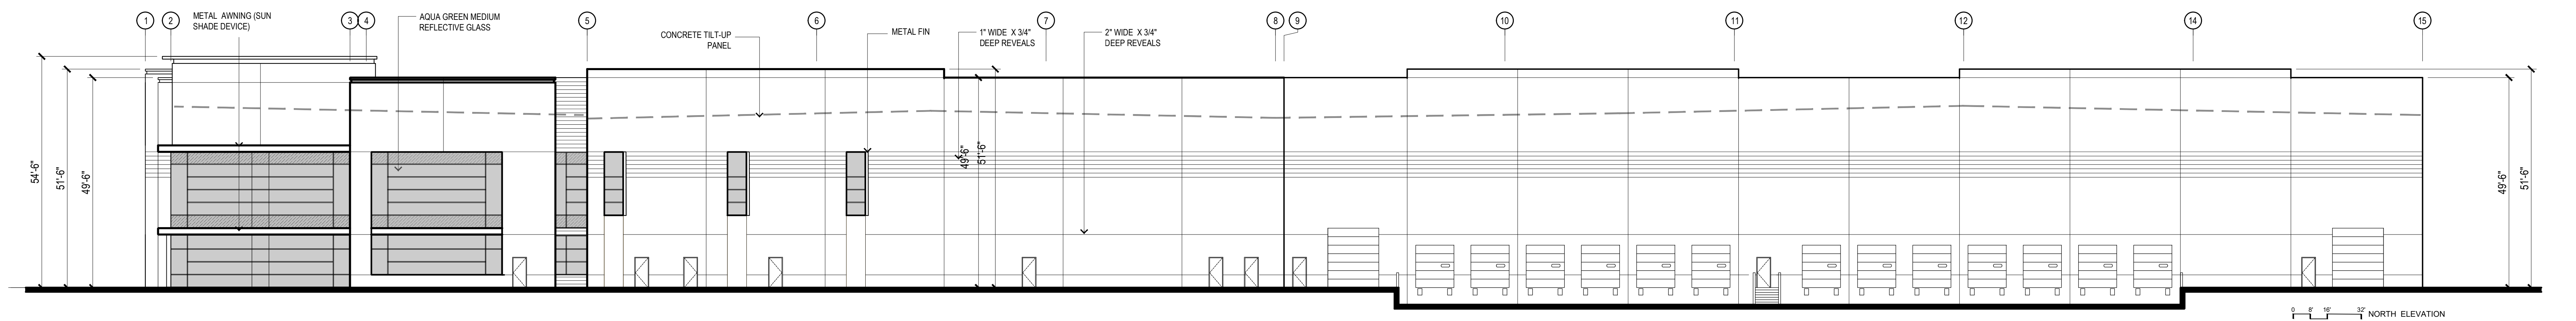 1 2 3 4 5 6 7 8 9 10 11 12 14 15
METAL AWNING (SUN
SHADE DEVICE)
AQUA GREEN MEDIUM
REFLECTIVE GLASS
CONCRETE TILT-UP
PANEL
METAL FIN
1" WIDE X 3/4"
DEEP REVEALS
2" WIDE X 3/4"
DEEP REVEALS
54'-6"
51'-6"
49'-6"
49'-6"
51'-6"
49'-6"
51'-6"
0 8' 16' 32'
NORTH ELEVATION